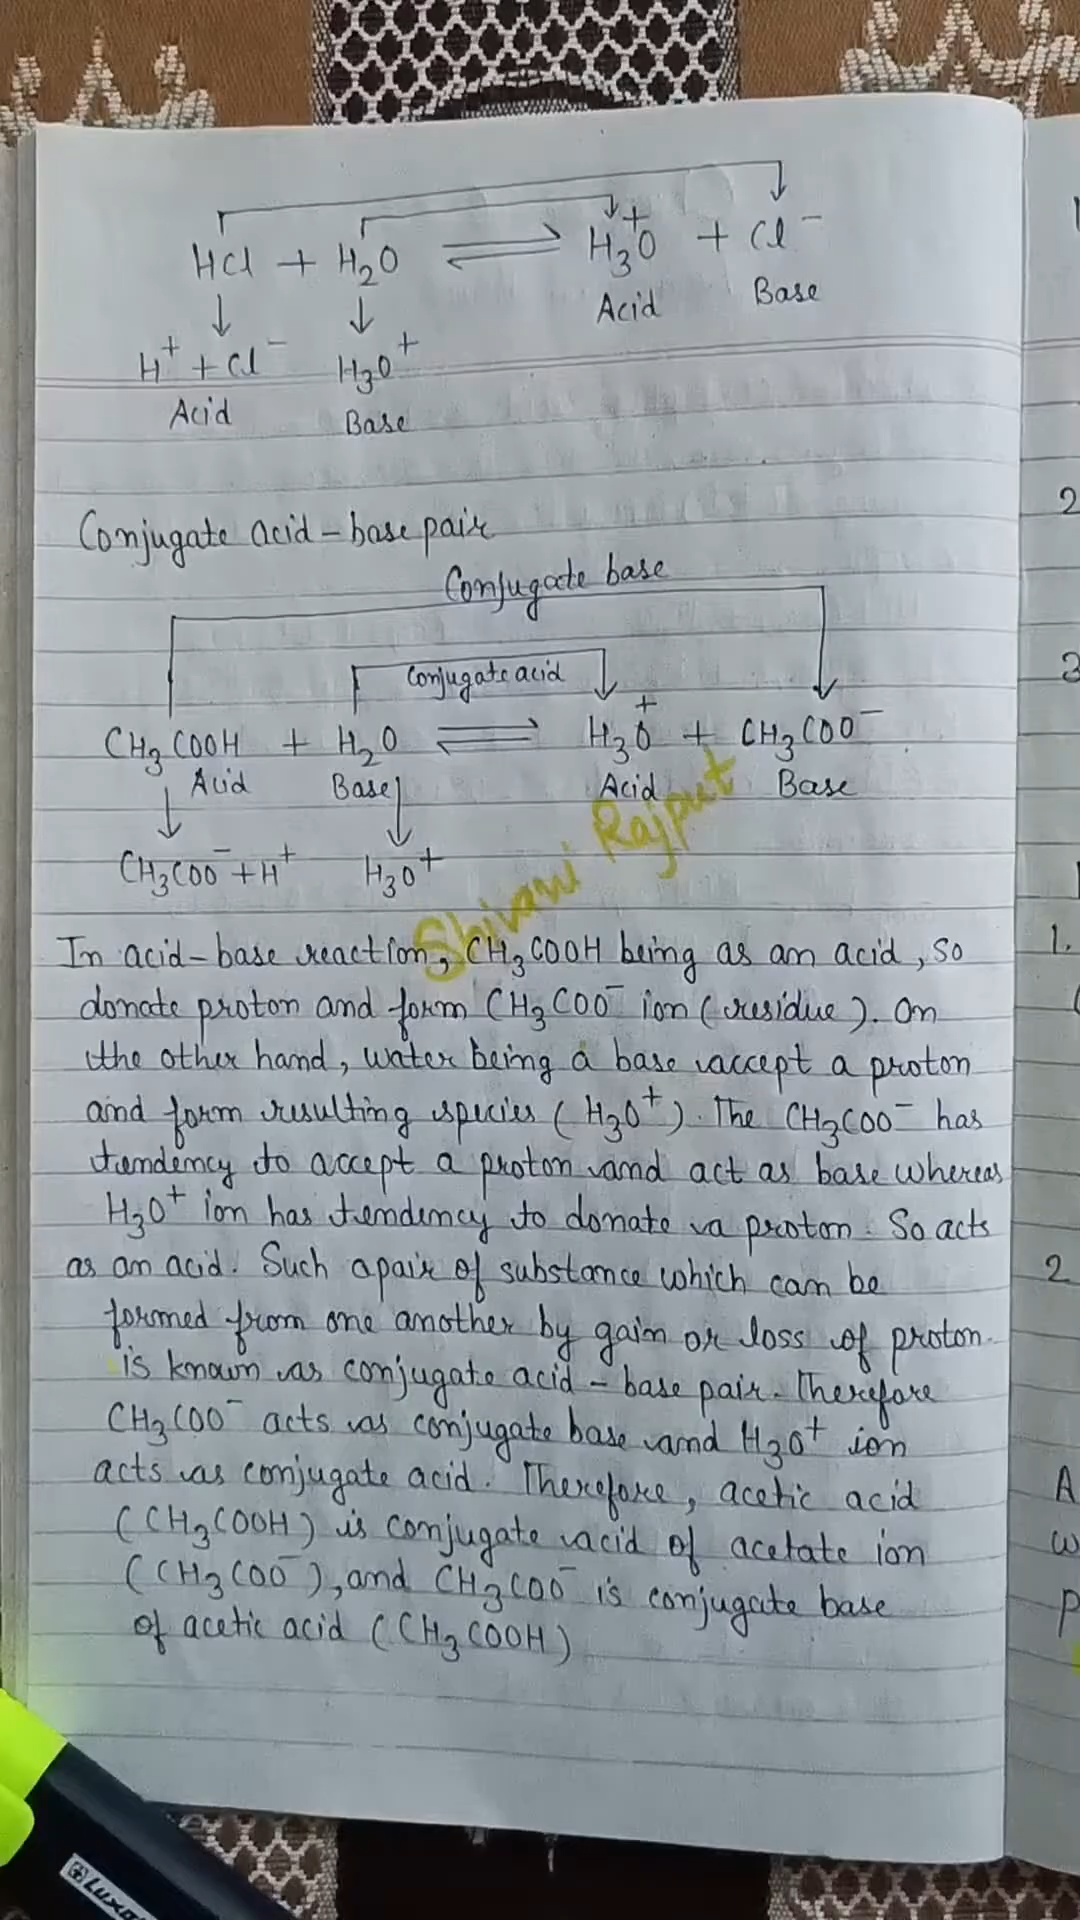 HCl + H₂O ⇌ H₃O⁺ + Cl⁻
Acid Base
H⁺ + Cl⁻ H₃O⁺
Acid Base
Conjugate acid - base pair
Conjugate base
Conjugate acid
CH₃COOH + H₂O ⇌ H₃O⁺ + CH₃COO⁻
Acid Base Acid Base
CH₃COO⁻ + H⁺ H₃O⁺
Shivani Rajput
In acid - base reaction, CH₃COOH being as an acid, so
donate proton and form CH₃COO⁻ ion (residue). On
the other hand, water being a base accept a proton
and form resulting species (H₃O⁺). The CH₃COO⁻ has
tendency to accept a proton and act as base whereas
H₃O⁺ ion has tendency to donate a proton. So acts
as an acid. Such a pair of substance which can be
formed from one another by gain or loss of proton
is known as conjugate acid - base pair. Therefore
CH₃COO⁻ acts as conjugate base and H₃O⁺ ion
acts as conjugate acid. Therefore, acetic acid
(CH₃COOH) is conjugate acid of acetate ion
(CH₃COO⁻), and CH₃COO⁻ is conjugate base
of acetic acid (CH₃COOH)
2
3
1.
2
A
w
p